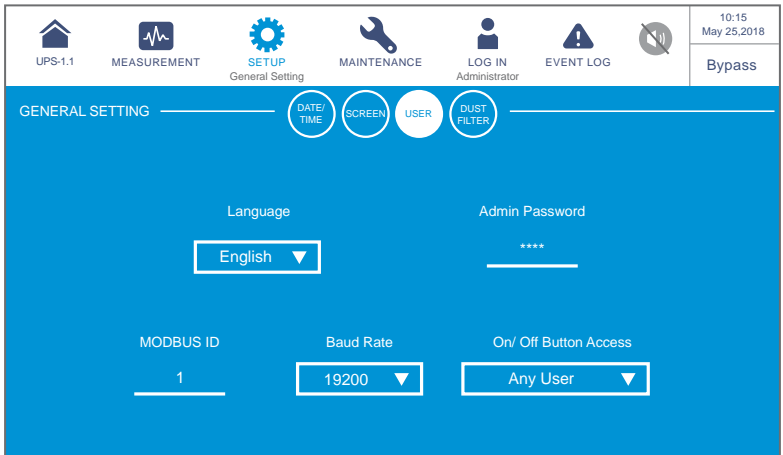 10:15
May 25,2018
UPS-1.1
MEASUREMENT
SETUP
General Setting
MAINTENANCE
LOG IN
Administrator
EVENT LOG
Bypass
GENERAL SETTING
DATE/
TIME
SCREEN
USER
DUST
FILTER
Language
Admin Password
English
****
MODBUS ID
Baud Rate
On/ Off Button Access
1
19200
Any User